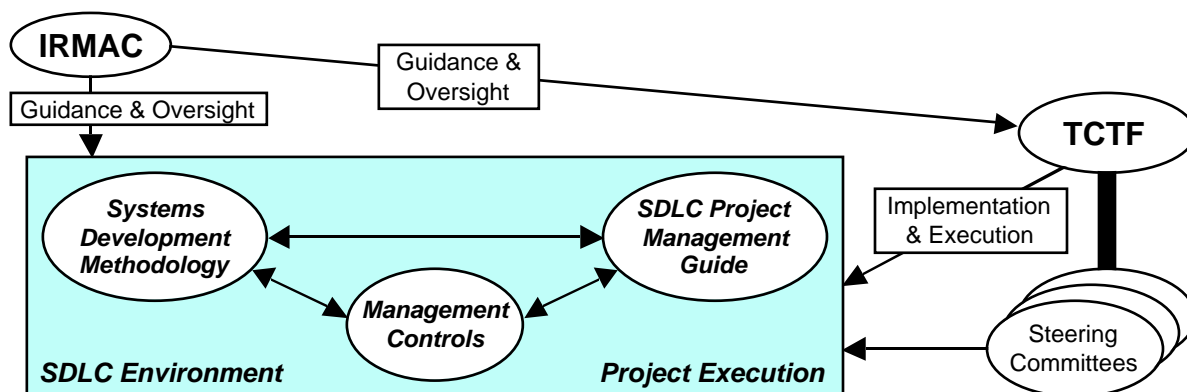 IRMAC
Guidance &
Oversight
Guidance & Oversight
TCTF
Systems
Development
Methodology
SDLC Project
Management
Guide
Implementation
& Execution
Management
Controls
Steering
Committees
SDLC Environment
Project Execution